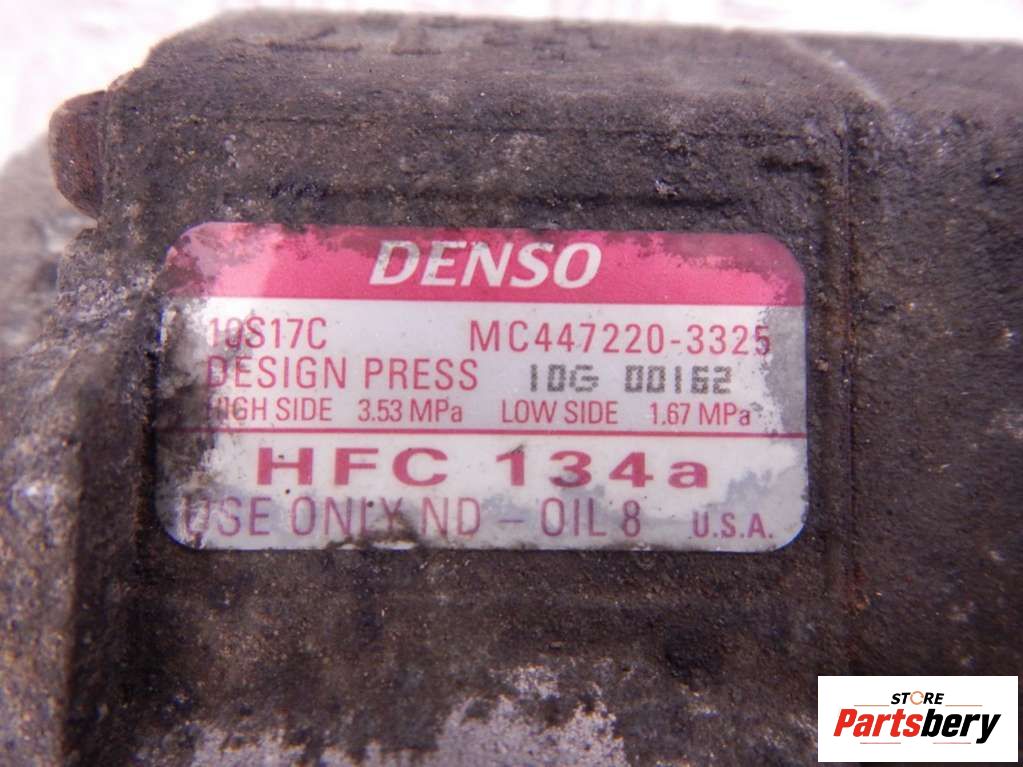 DENSO
10S17C MC447220-3325
DESIGN PRESS 10G 00162
HIGH SIDE 3.53 MPa LOW SIDE 1.67 MPa
HFC 134a
USE ONLY ND - OIL 8 U.S.A.
STORE
Partsbery